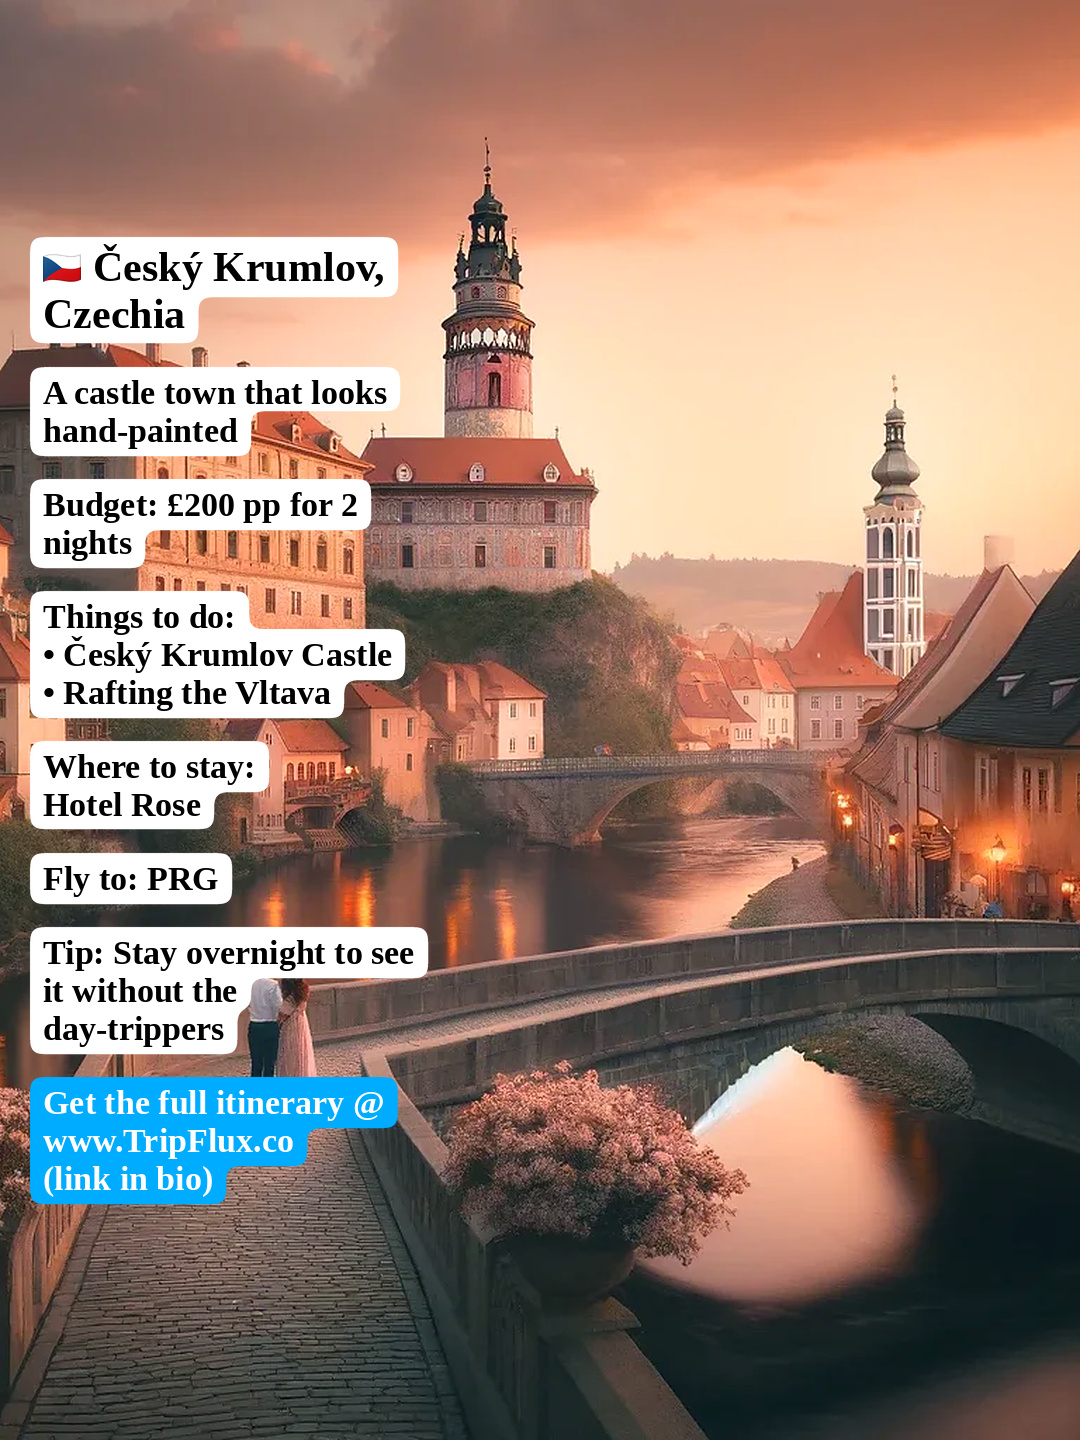 🇨🇿 Český Krumlov,
Czechia
A castle town that looks
hand-painted
Budget: £200 pp for 2
nights
Things to do:
• Český Krumlov Castle
• Rafting the Vltava
Where to stay:
Hotel Rose
Fly to: PRG
Tip: Stay overnight to see
it without the
day-trippers
Get the full itinerary @
www.TripFlux.co
(link in bio)